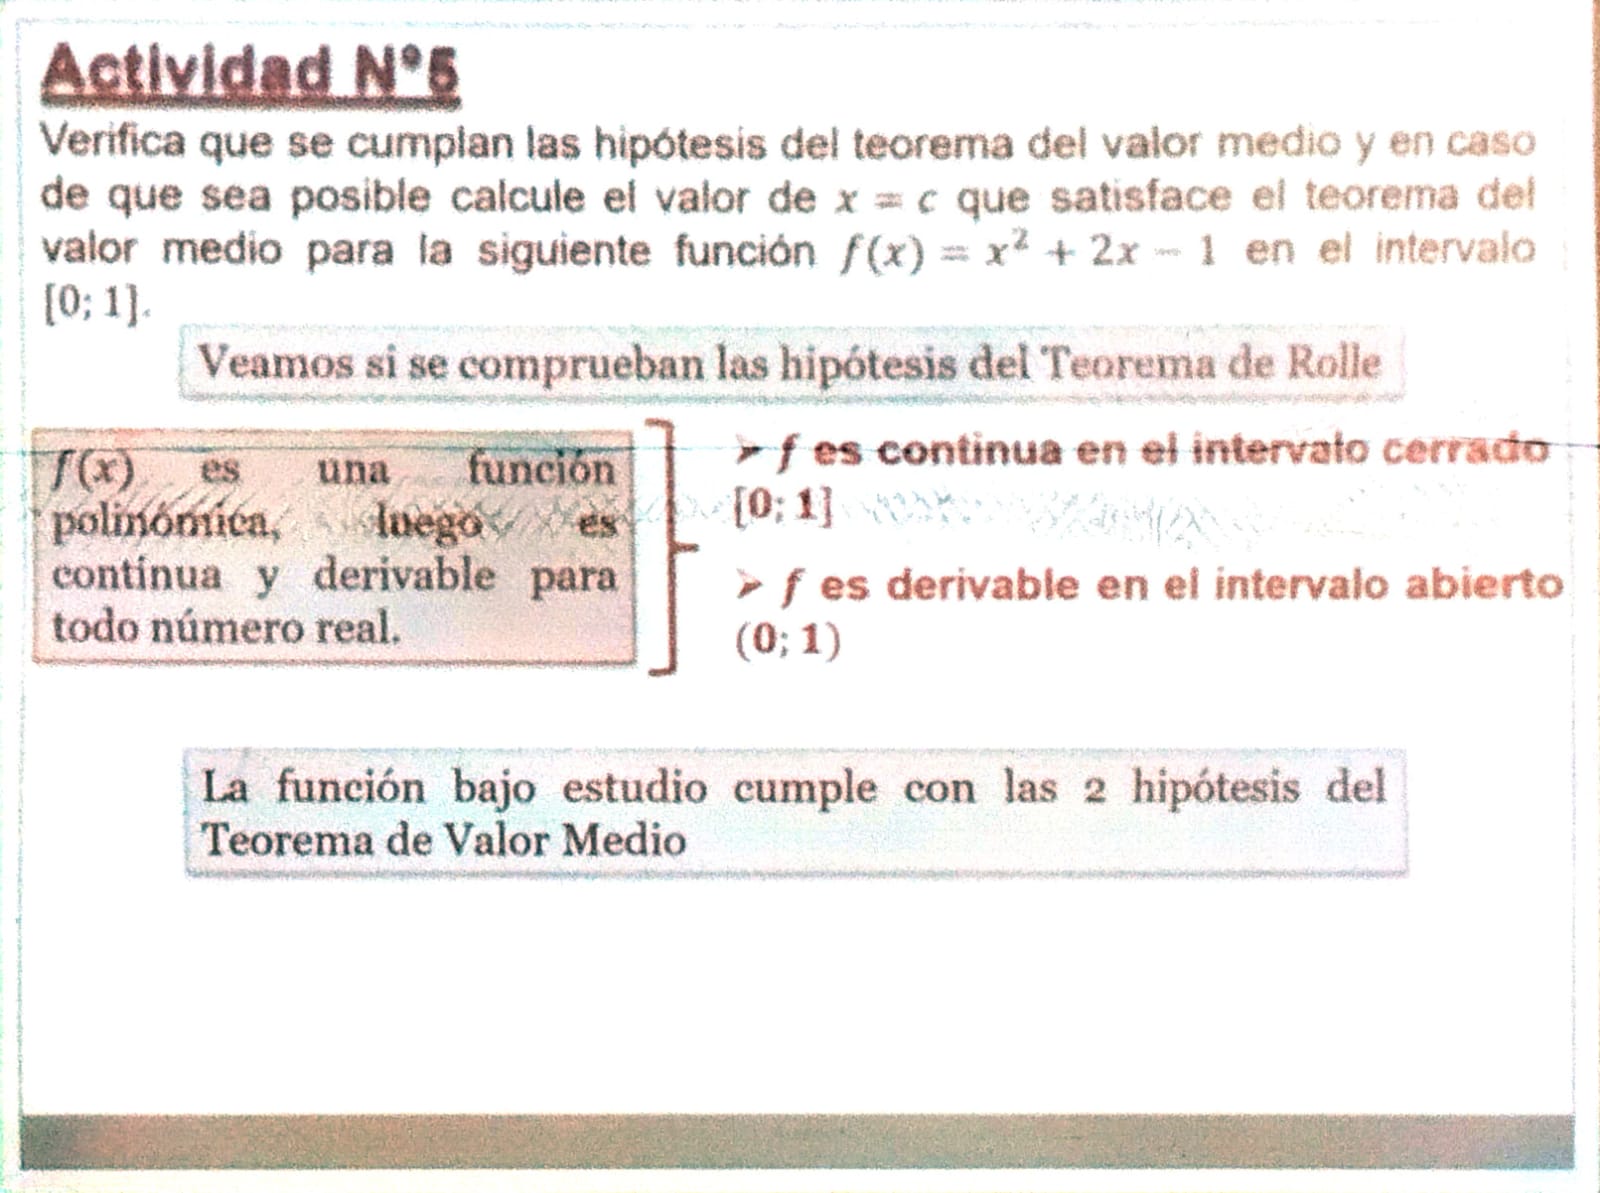 Actividad N°5
Verifica que se cumplan las hipótesis del teorema del valor medio y en caso
de que sea posible calcule el valor de x = c que satisface el teorema del
valor medio para la siguiente función f(x) = x² + 2x − 1 en el intervalo
[0; 1].
Veamos si se comprueban las hipótesis del Teorema de Rolle
f(x) es una función
polinómica, luego es
contínua y derivable para
todo número real.
➢ f es continua en el intervalo cerrado
[0; 1]
➢ f es derivable en el intervalo abierto
(0; 1)
La función bajo estudio cumple con las 2 hipótesis del
Teorema de Valor Medio